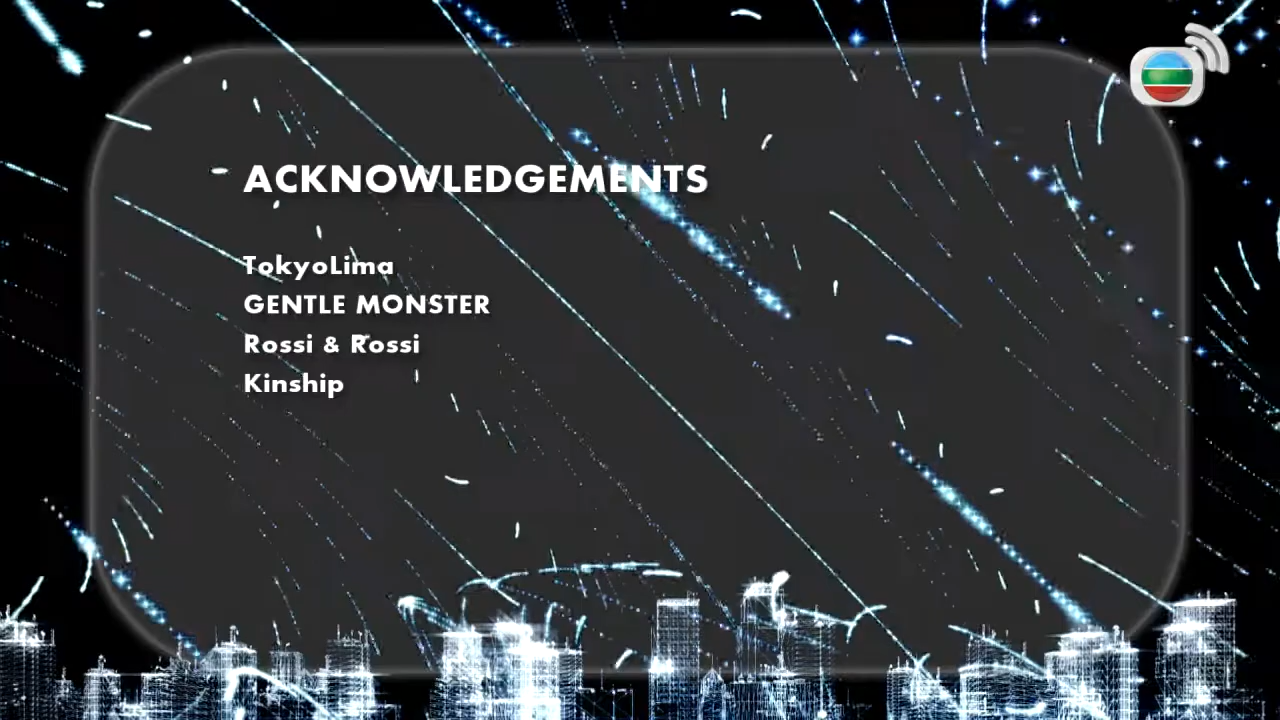 ACKNOWLEDGEMENTS
TokyoLima
GENTLE MONSTER
Rossi & Rossi
Kinship